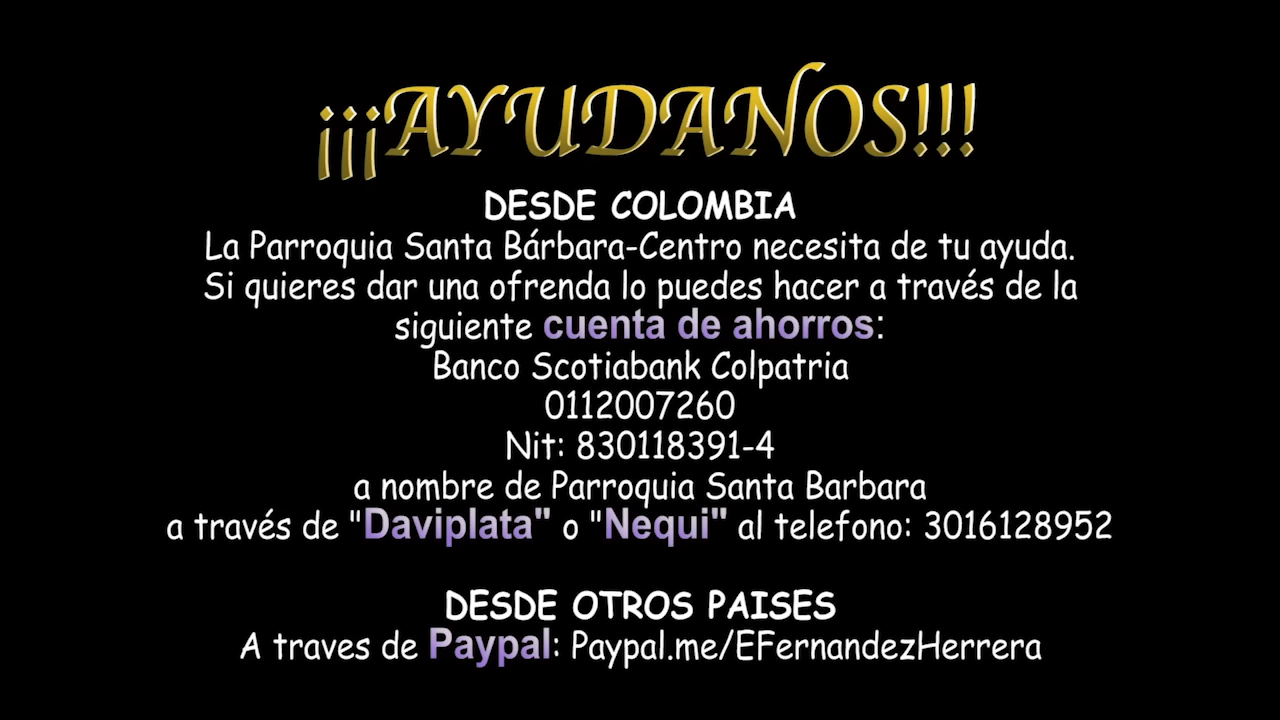 ¡¡¡AYUDANOS!!!
DESDE COLOMBIA
La Parroquia Santa Bárbara-Centro necesita de tu ayuda.
Si quieres dar una ofrenda lo puedes hacer a través de la
siguiente cuenta de ahorros:
Banco Scotiabank Colpatria
0112007260
Nit: 830118391-4
a nombre de Parroquia Santa Barbara
a través de "Daviplata" o "Nequi" al telefono: 3016128952
DESDE OTROS PAISES
A traves de Paypal: Paypal.me/EFernandezHerrera